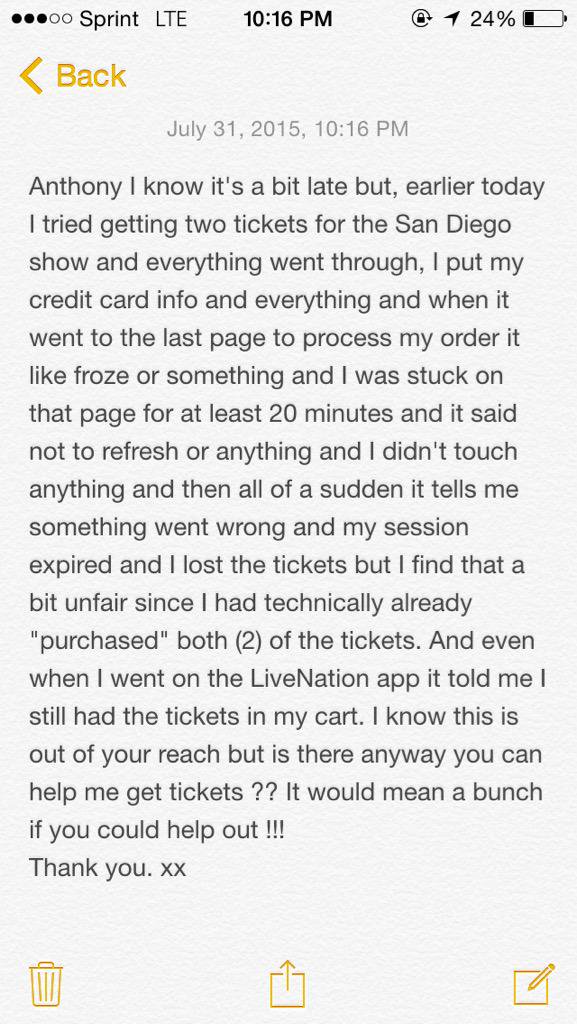 Sprint LTE 10:16 PM 24%
Back
July 31, 2015, 10:16 PM
Anthony I know it's a bit late but, earlier today
I tried getting two tickets for the San Diego
show and everything went through, I put my
credit card info and everything and when it
went to the last page to process my order it
like froze or something and I was stuck on
that page for at least 20 minutes and it said
not to refresh or anything and I didn't touch
anything and then all of a sudden it tells me
something went wrong and my session
expired and I lost the tickets but I find that a
bit unfair since I had technically already
"purchased" both (2) of the tickets. And even
when I went on the LiveNation app it told me I
still had the tickets in my cart. I know this is
out of your reach but is there anyway you can
help me get tickets ?? It would mean a bunch
if you could help out !!!
Thank you. xx